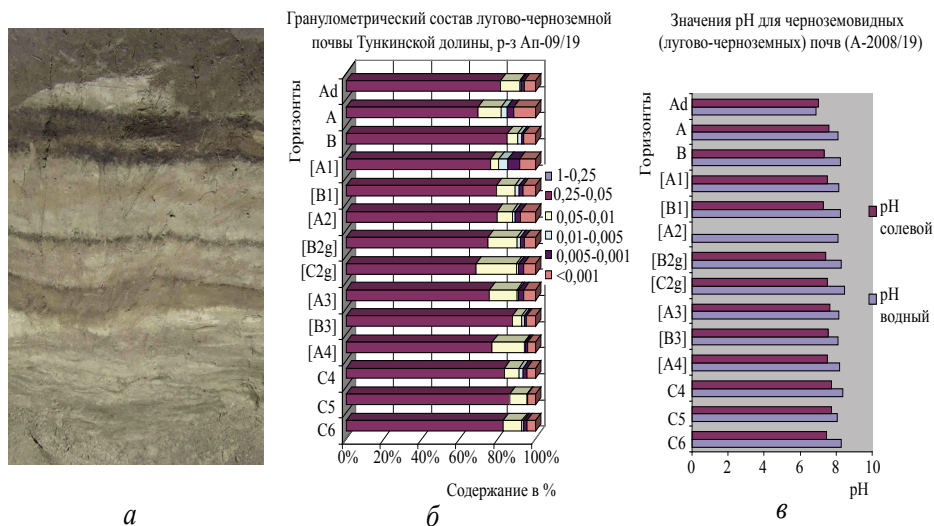 Гранулометрический состав лугово-черноземной
почвы Тункинской долины, р-з Ап-09/19
Горизонты
Ad
A
B
[A1]
[B1]
[A2]
[B2g]
[C2g]
[A3]
[B3]
[A4]
C4
C5
C6
0%
20%
40%
60%
80%
100%
Содержание в %
1-0,25
0,25-0,05
0,05-0,01
0,01-0,005
0,005-0,001
<0,001
Значения pH для черноземовидных
(лугово-черноземных) почв (А-2008/19)
Горизонты
Ad
A
B
[A1]
[B1]
[A2]
[B2g]
[C2g]
[A3]
[B3]
[A4]
C4
C5
C6
0
2
4
6
8
10
pH
pH
солевой
pH
водный
а
б
в